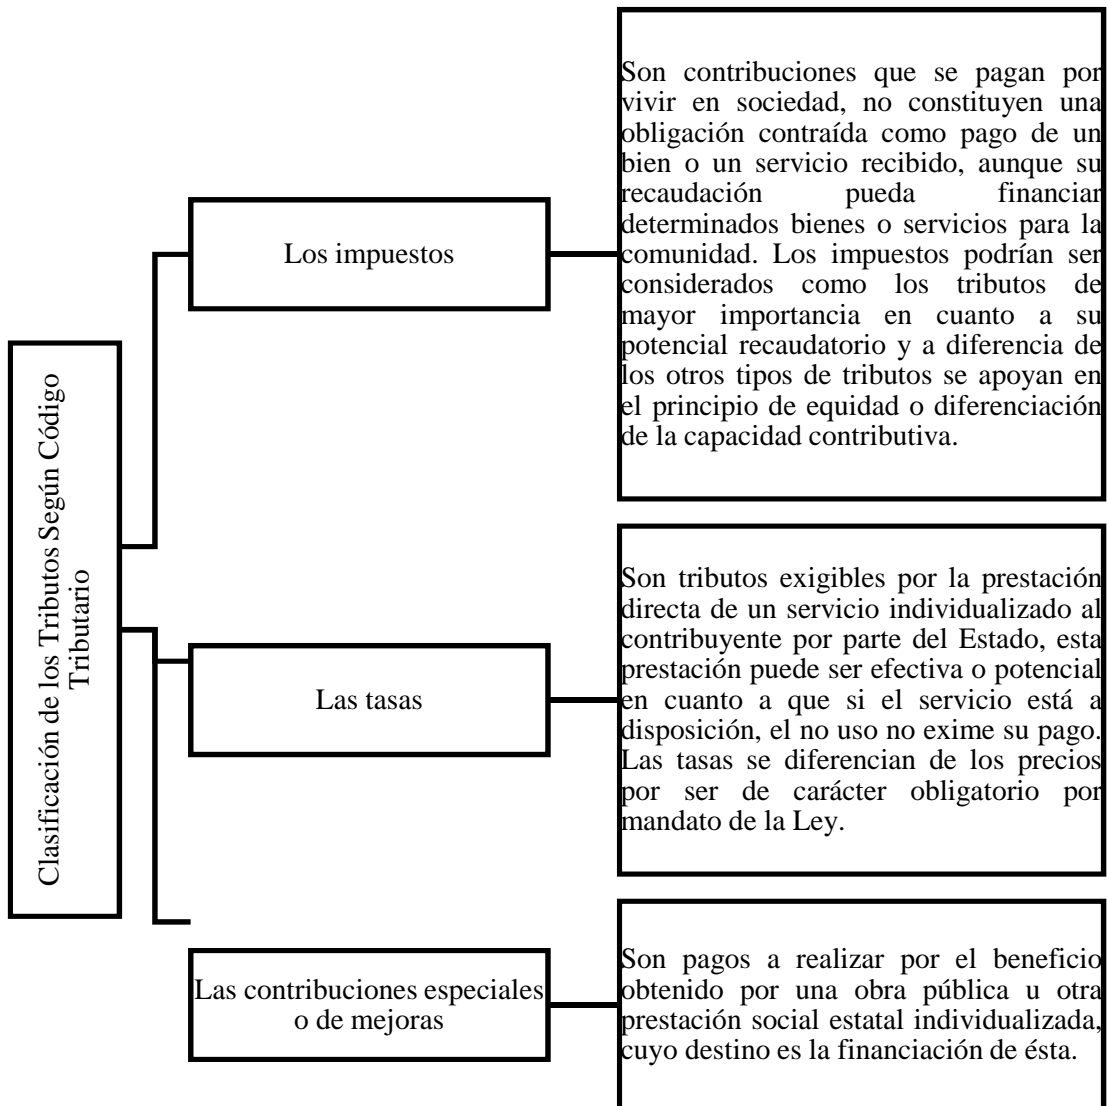 Clasificación de los Tributos Según Código
Tributario
Los impuestos
Son contribuciones que se pagan por
vivir en sociedad, no constituyen una
obligación contraída como pago de un
bien o un servicio recibido, aunque su
recaudación pueda financiar
determinados bienes o servicios para la
comunidad. Los impuestos podrían ser
considerados como los tributos de
mayor importancia en cuanto a su
potencial recaudatorio y a diferencia de
los otros tipos de tributos se apoyan en
el principio de equidad o diferenciación
de la capacidad contributiva.
Las tasas
Son tributos exigibles por la prestación
directa de un servicio individualizado al
contribuyente por parte del Estado, esta
prestación puede ser efectiva o potencial
en cuanto a que si el servicio está a
disposición, el no uso no exime su pago.
Las tasas se diferencian de los precios
por ser de carácter obligatorio por
mandato de la Ley.
Las contribuciones especiales
o de mejoras
Son pagos a realizar por el beneficio
obtenido por una obra pública u otra
prestación social estatal individualizada,
cuyo destino es la financiación de ésta.